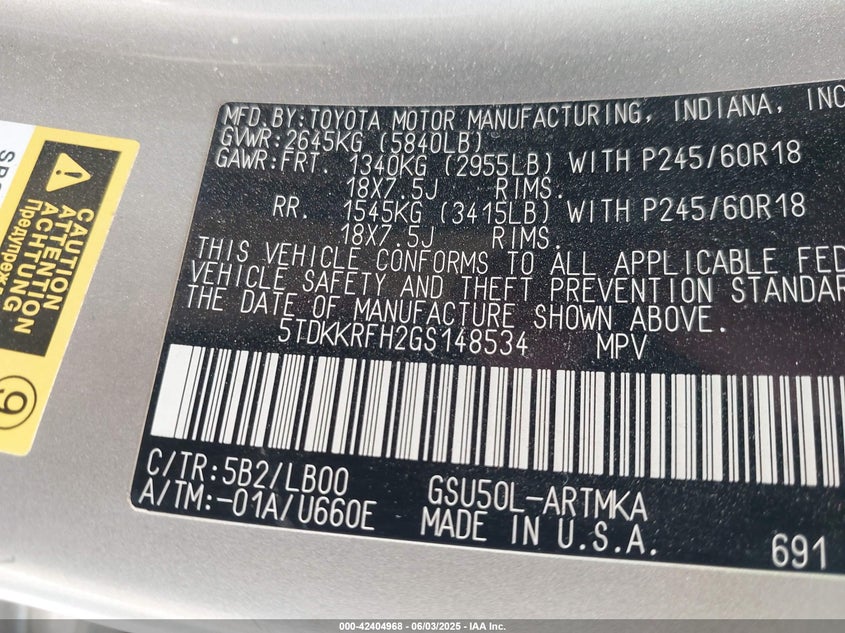 MFD. BY: TOYOTA MOTOR MANUFACTURING, INDIANA, INC
GVWR: 2645KG (5840LB)
GAWR: FRT. 1340KG (2955LB) WITH P245/60R18
18X7.5J RIMS.
RR. 1545KG (3415LB) WITH P245/60R18
18X7.5J RIMS.
THIS VEHICLE CONFORMS TO ALL APPLICABLE FED
VEHICLE SAFETY AND THEFT PREVENTION STANDAR
THE DATE OF MANUFACTURE SHOWN ABOVE.
5TDKKRFH2GS148534 MPV
C/TR: 5B2/LB00 GSU50L-ARTMKA
A/TM: -01A/U660E MADE IN U.S.A.
691
CAUTION
ATTENTION
ACHTUNG
9
000-42404968 - 06/03/2025 - IAA Inc.